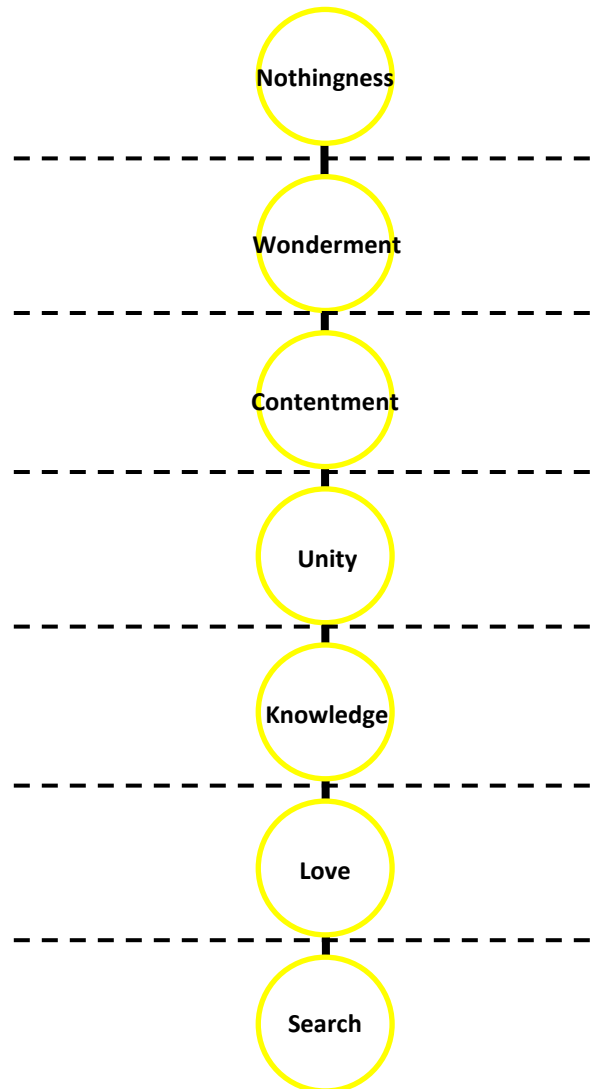 Nothingness
Wonderment
Contentment
Unity
Knowledge
Love
Search